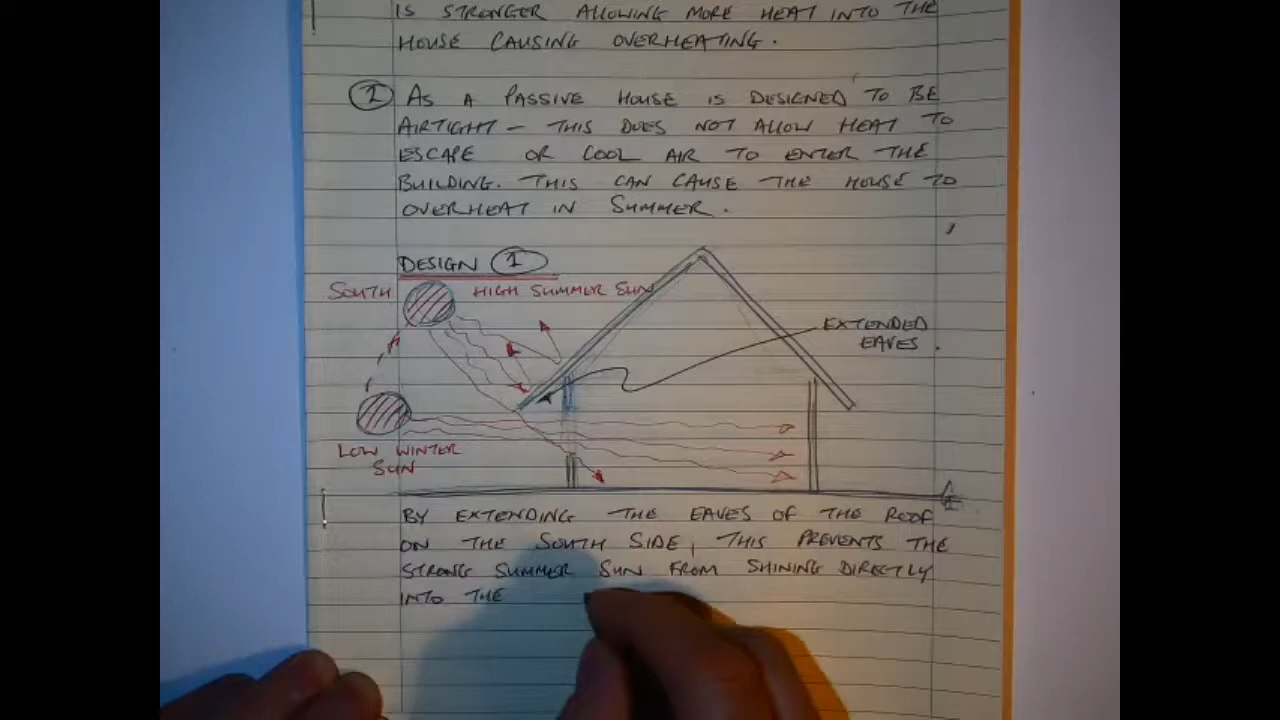 IS STRONGER ALLOWING MORE HEAT INTO THE
HOUSE CAUSING OVERHEATING.
2 AS A PASSIVE HOUSE IS DESIGNED TO BE
AIRTIGHT - THIS DOES NOT ALLOW HEAT TO
ESCAPE OR COOL AIR TO ENTER THE
BUILDING. THIS CAN CAUSE THE HOUSE TO
OVERHEAT IN SUMMER.
DESIGN 1
SOUTH
HIGH SUMMER SUN
EXTENDED
EAVES.
LOW WINTER
SUN
BY EXTENDING THE EAVES OF THE ROOF
ON THE SOUTH SIDE, THIS PREVENTS THE
STRONG SUMMER SUN FROM SHINING DIRECTLY
INTO THE